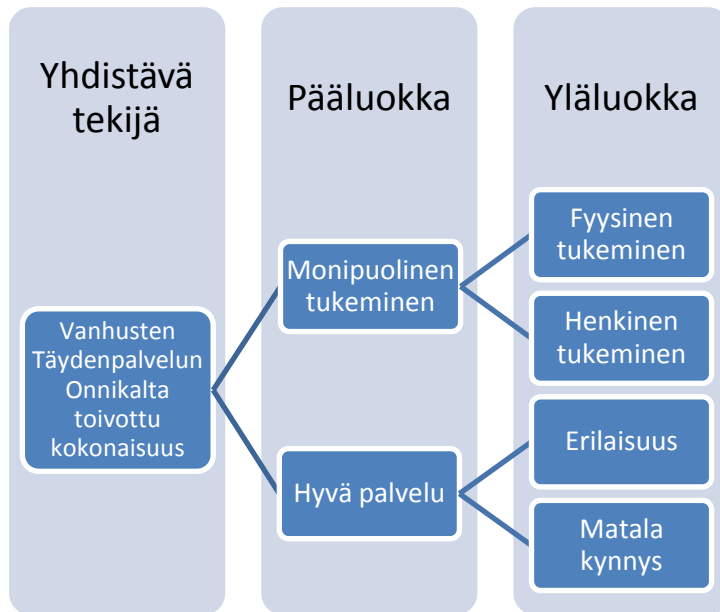 Yhdistävä
tekijä
Pääluokka
Yläluokka
Vanhusten
Täydenpalvelun
Onnikalta
toivottu
kokonaisuus
Monipuolinen
tukeminen
Hyvä palvelu
Fyysinen
tukeminen
Henkinen
tukeminen
Erilaisuus
Matala
kynnys